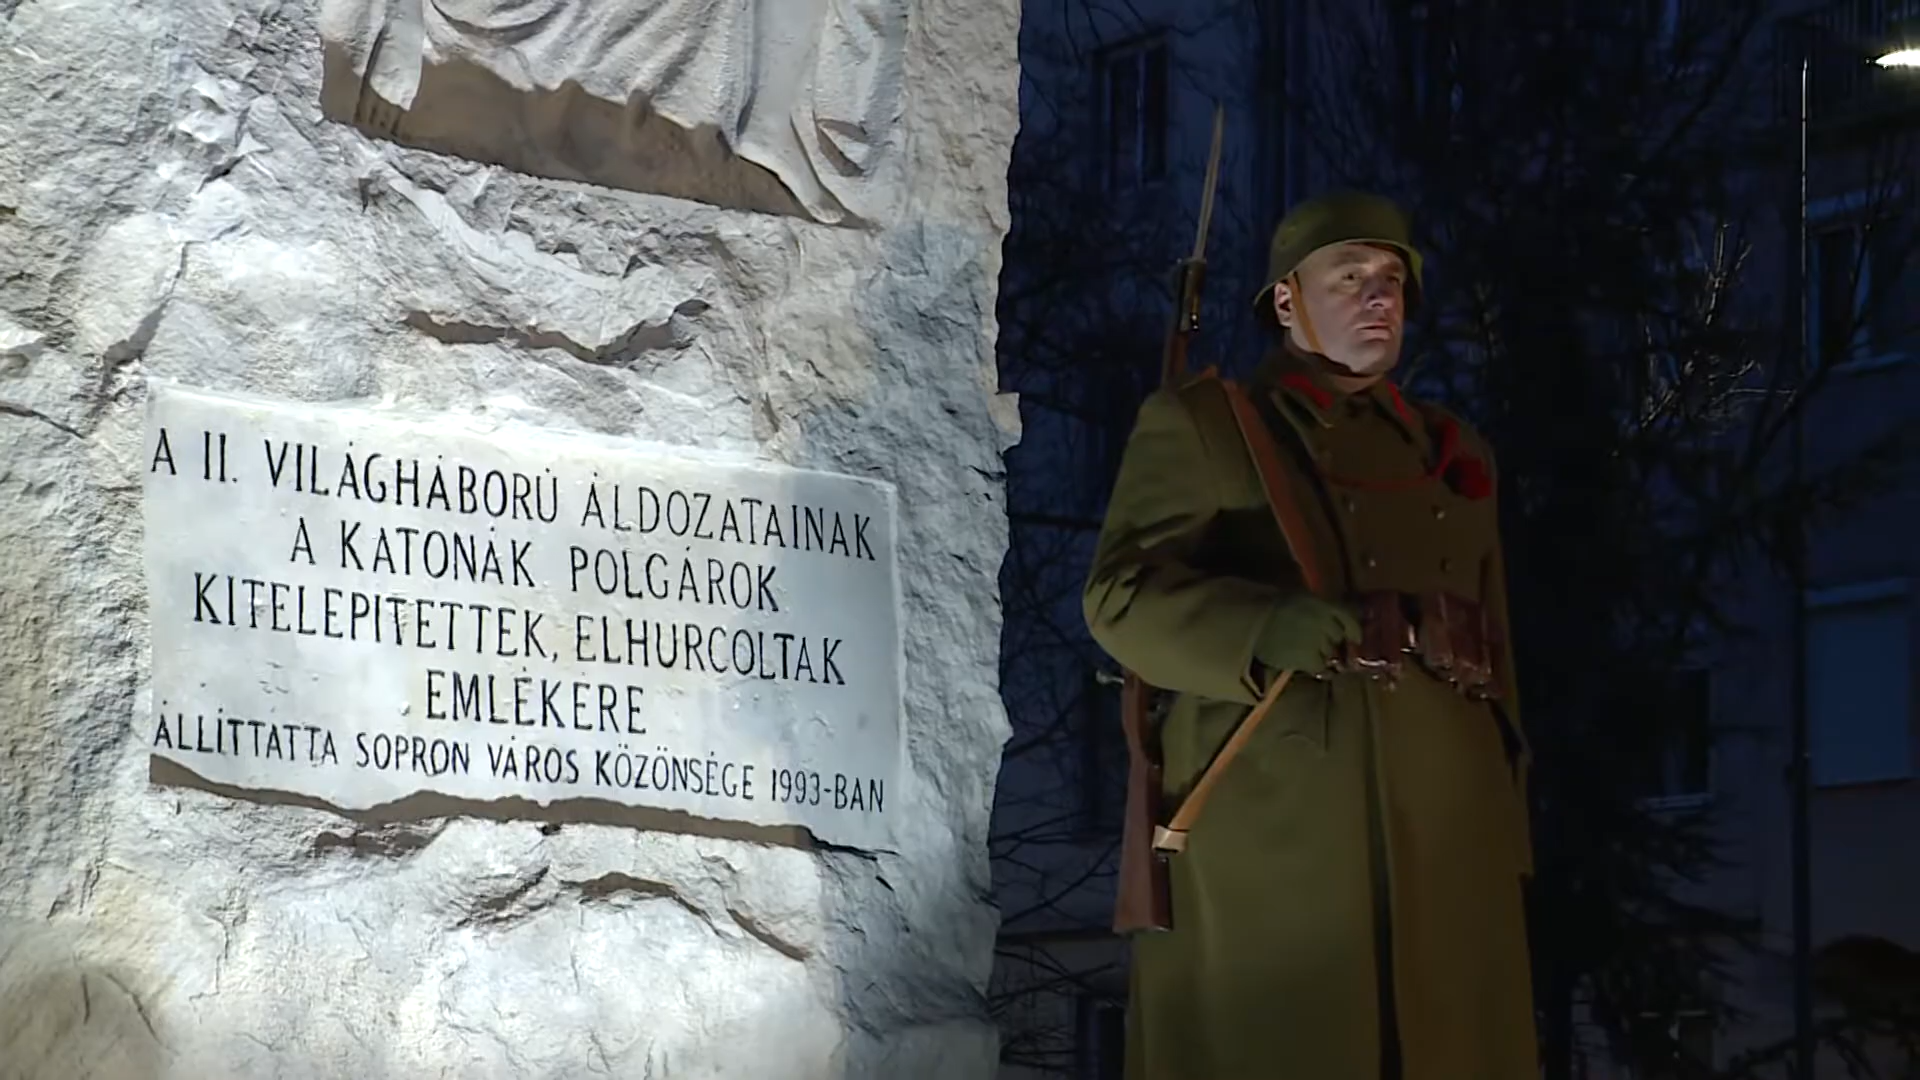 A II. VILÁGHÁBORÚ ÁLDOZATAINAK
A KATONÁK POLGÁROK
KITELEPÍTETTEK, ELHURCOLTAK
EMLÉKÉRE
ÁLLÍTTATTA SOPRON VÁROS KÖZÖNSÉGE 1993-BAN